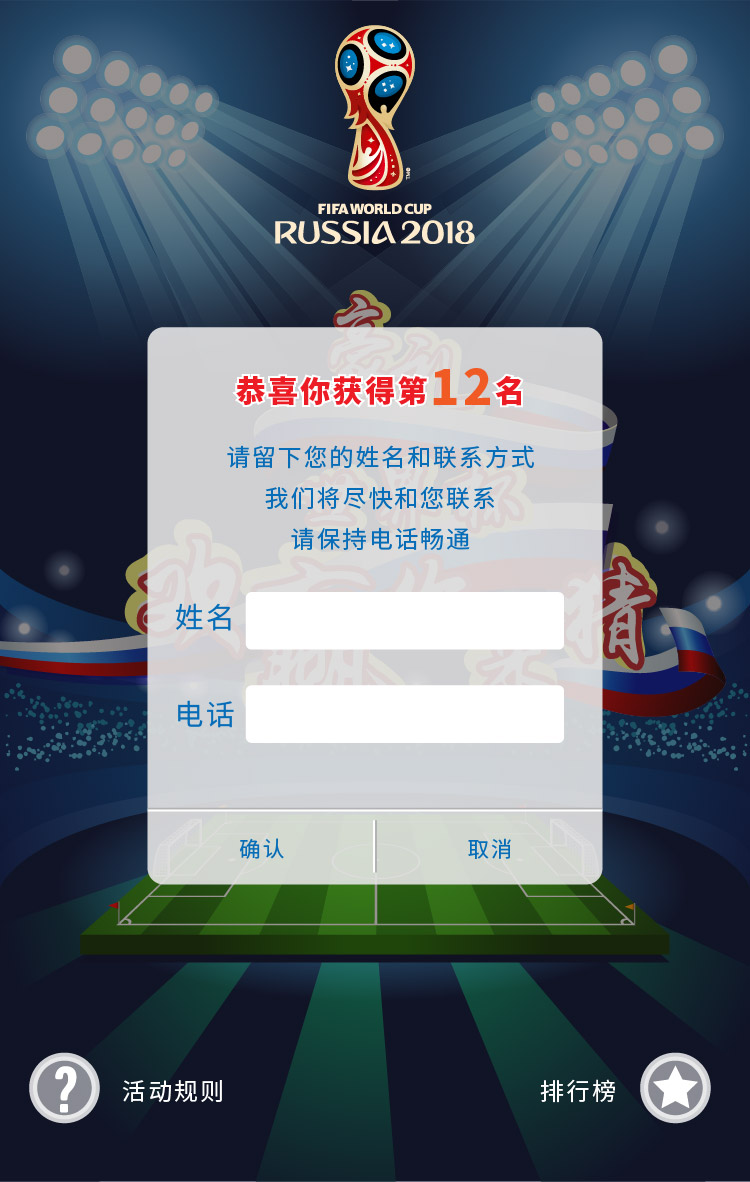 FIFA WORLD CUP
RUSSIA 2018
恭喜你获得第12名
请留下您的姓名和联系方式
我们将尽快和您联系
请保持电话畅通
姓名
电话
确认
取消
活动规则
排行榜